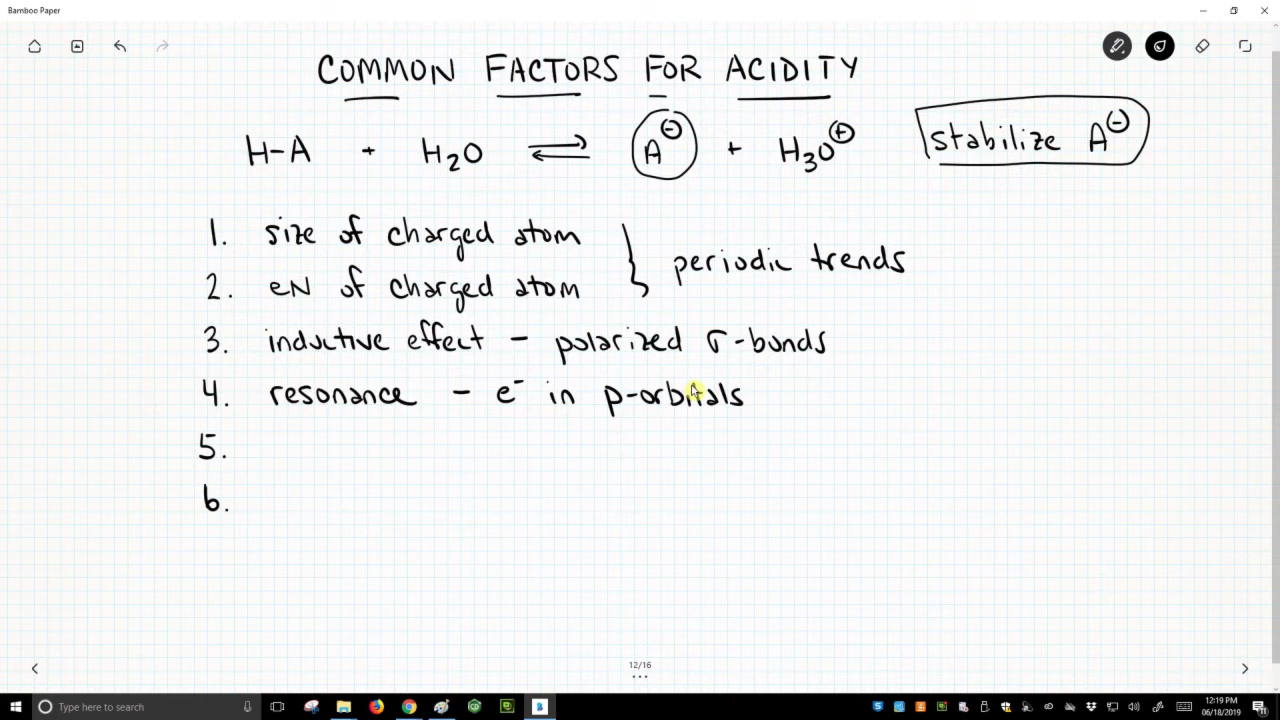 Bamboo Paper
COMMON FACTORS FOR ACIDITY
H-A + H₂O ⇌ A⊖ + H₃O⊕
stabilize A⊖
1. size of charged atom
2. eN of charged atom
periodic trends
3. inductive effect - polarized σ-bonds
4. resonance - e⁻ in p-orbitals
5.
6.
12/16
Type here to search
12:19 PM
06/18/2019